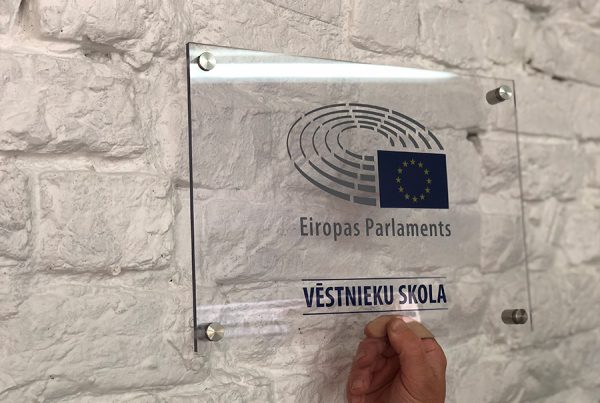 Eiropas Parlaments
VĒSTNIEKU SKOLA